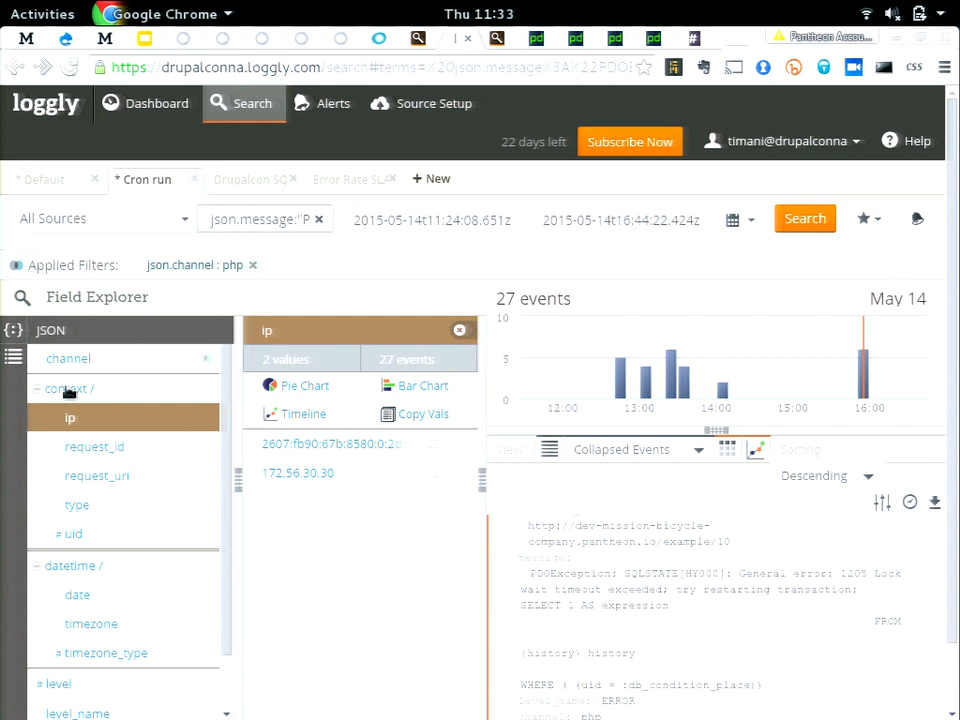 Activities Google Chrome Thu 11:33
Pantheon Accou...
https://drupalconna.loggly.com/search#terms=
CSS
loggly Dashboard Search Alerts Source Setup
22 days left Subscribe Now timani@drupalconna Help
* Default * Cron run Drupalcon SQ Error Rate + New
All Sources json.message:"P 2015-05-14t11:24:08.651z 2015-05-14t16:44:22.424z Search
Applied Filters: json.channel : php
Field Explorer 27 events May 14
{:} JSON ip
channel 2 values 27 events
context /
ip
request_id
request_uri
type
# uid
datetime /
date
timezone
# timezone_type
# level
level_name
Pie Chart Bar Chart
Timeline Copy Vals
2607:fb90:67b:8580:0:2d
172.56.30.30
10
5
0
12:00 13:00 14:00 15:00 16:00
View Collapsed Events Sorting
Descending
http://dev-mission-bicycle-
company.pantheon.io/example/10
message:
PDOException: SQLSTATE[HY000]: General error: 1205 Lock
wait timeout exceeded; try restarting transaction:
SELECT 1 AS expression
FROM
{history} history
WHERE ( (uid = :db_condition_place))
level_name: ERROR
channel: php